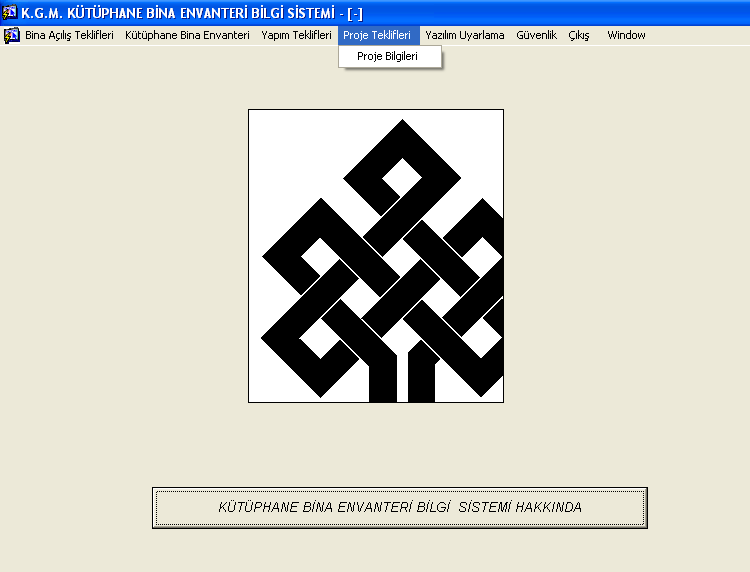 K.G.M. KÜTÜPHANE BİNA ENVANTERİ BİLGİ SİSTEMİ - [-]
Bina Açılış Teklifleri Kütüphane Bina Envanteri Yapım Teklifleri Proje Teklifleri Yazılım Uyarlama Güvenlik Çıkış Window
Proje Bilgileri
KÜTÜPHANE BİNA ENVANTERİ BİLGİ SİSTEMİ HAKKINDA